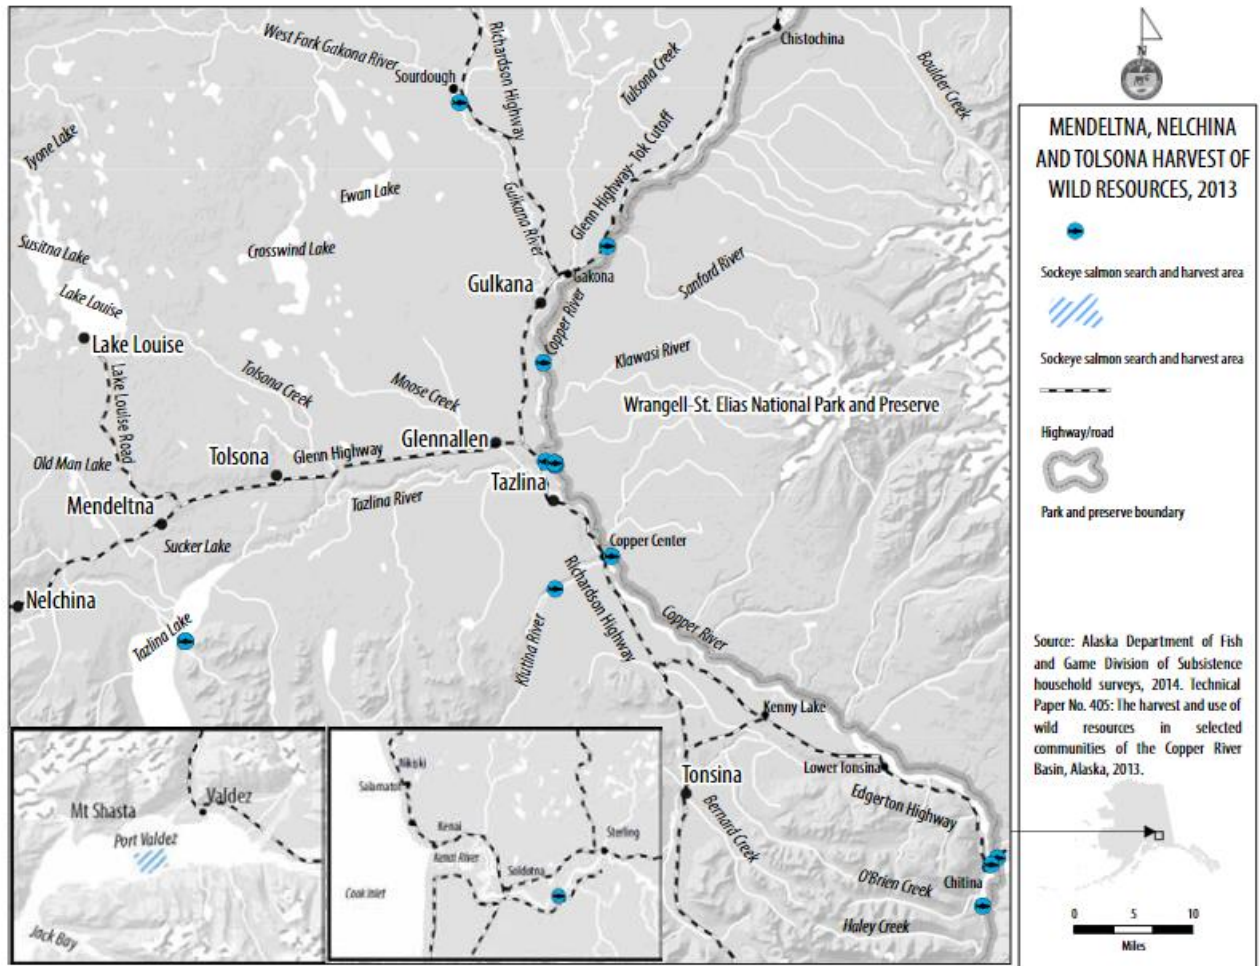 West Fork Gakona River
Richardson Highway
Chistochina
Sourdough
Tulsona Creek
Boulder Creek
Tyone Lake
Ewan Lake
Gulkana River
Glenn Highway- Tok Cutoff
Susitna Lake
Crosswind Lake
Sanford River
Gakona
Gulkana
Lake Louise
Lake Louise
Copper River
Klawasi River
Lake Louise Road
Tolsona Creek
Moose Creek
Wrangell-St. Elias National Park and Preserve
Glennallen
Old Man Lake
Tolsona
Glenn Highway
Mendeltna
Tazlina River
Tazlina
Sucker Lake
Copper Center
Nelchina
Richardson Highway
Tazlina Lake
Klutina River
Copper River
Kenny Lake
Tonsina
Lower Tonsina
Edgerton Highway
Bernard Creek
O'Brien Creek
Chitina
Haley Creek
Mt Shasta
Valdez
Port Valdez
Jack Bay
Nikiski
Salamatof
Kenai
Kenai River
Sterling
Soldotna
Cook Inlet
N
MENDELTNA, NELCHINA
AND TOLSONA HARVEST OF
WILD RESOURCES, 2013
Sockeye salmon search and harvest area
Sockeye salmon search and harvest area
Highway/road
Park and preserve boundary
Source: Alaska Department of Fish
and Game Division of Subsistence
household surveys, 2014. Technical
Paper No. 405: The harvest and use of
wild resources in selected
communities of the Copper River
Basin, Alaska, 2013.
0 5 10
Miles